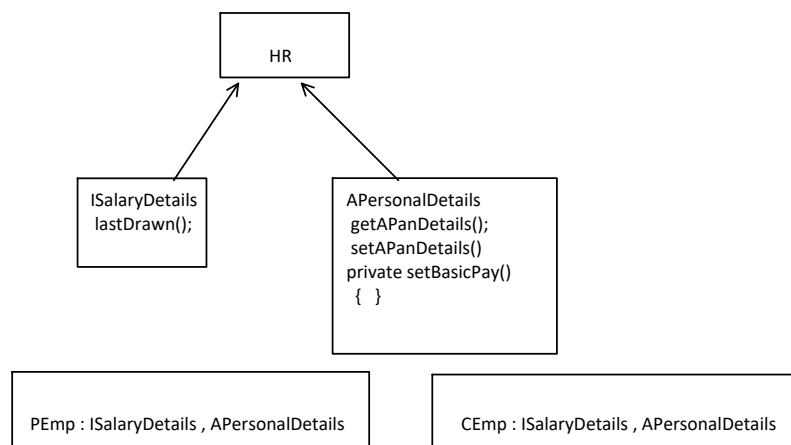 HR
ISalaryDetails
lastDrawn();
APersonalDetails
getAPanDetails();
setAPanDetails()
private setBasicPay()
{ }
PEmp : ISalaryDetails , APersonalDetails
CEmp : ISalaryDetails , APersonalDetails